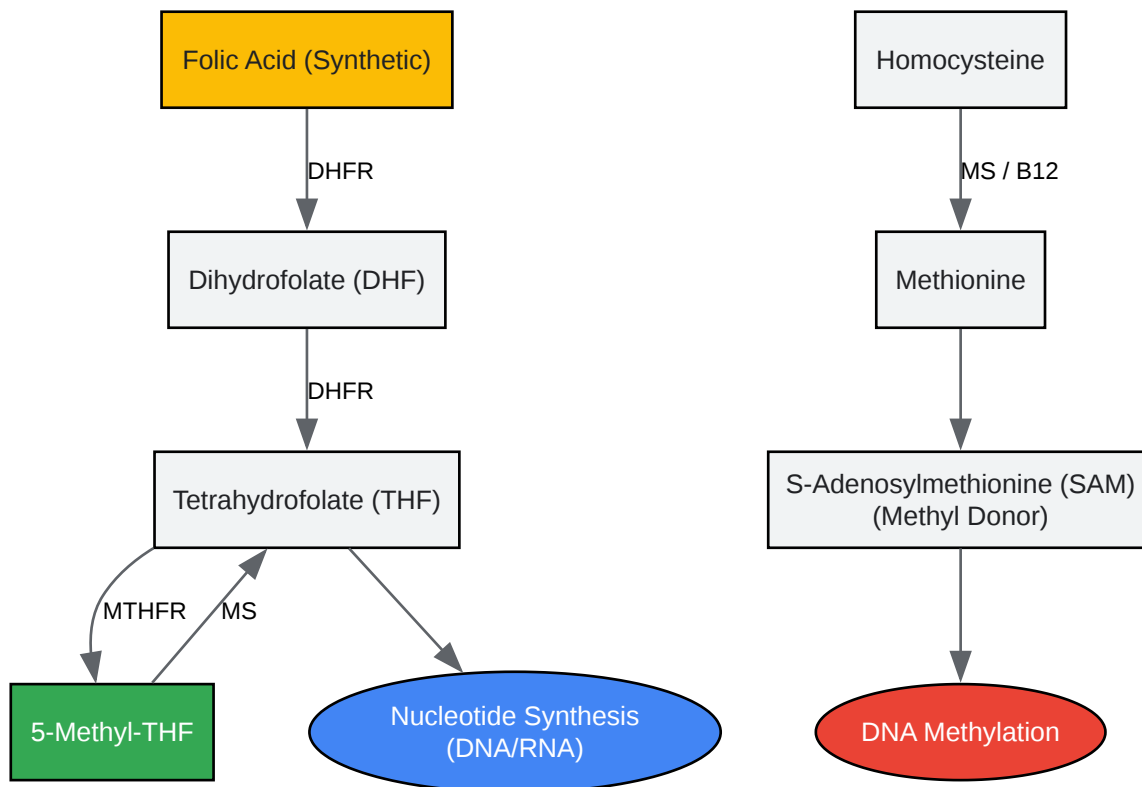 Folic Acid (Synthetic)
Homocysteine
DHFR
MS / B12
Dihydrofolate (DHF)
Methionine
DHFR
Tetrahydrofolate (THF)
S-Adenosylmethionine (SAM)
(Methyl Donor)
MTHFR
MS
5-Methyl-THF
Nucleotide Synthesis
(DNA/RNA)
DNA Methylation